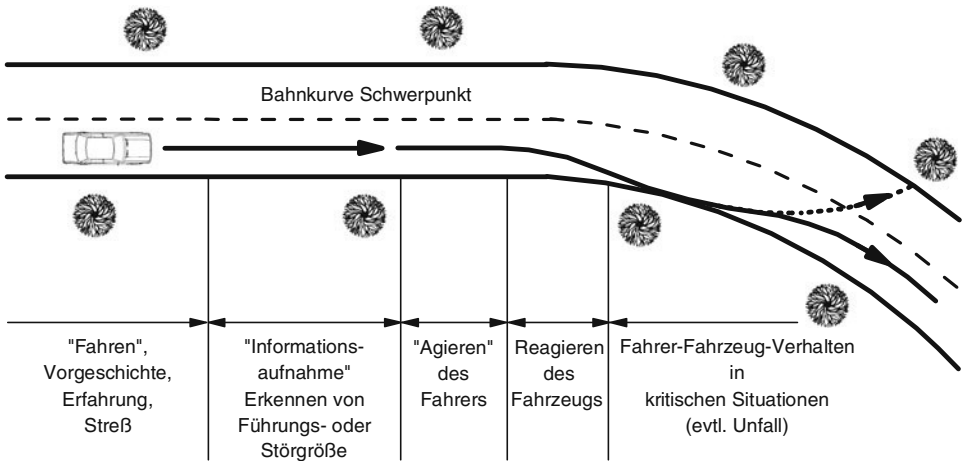 Bahnkurve Schwerpunkt
"Fahren",
Vorgeschichte,
Erfahrung,
Streß
"Informations-
aufnahme"
Erkennen von
Führungs- oder
Störgröße
"Agieren"
des
Fahrers
Reagieren
des
Fahrzeugs
Fahrer-Fahrzeug-Verhalten
in
kritischen Situationen
(evtl. Unfall)